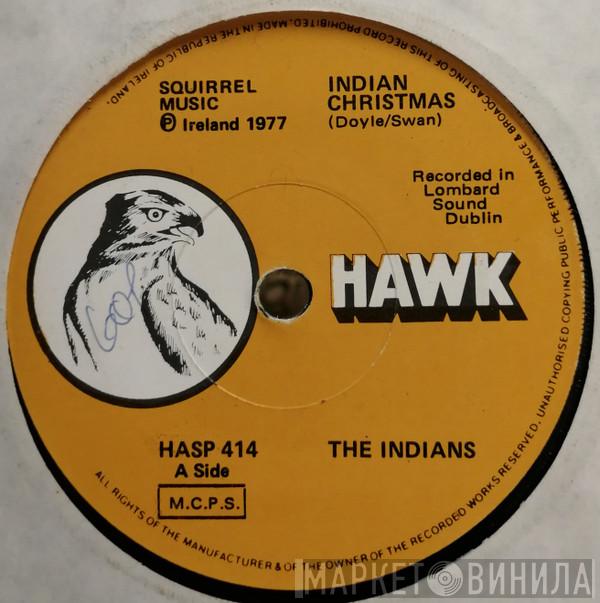 SQUIRREL
MUSIC
Ⓟ Ireland 1977
INDIAN
CHRISTMAS
(Doyle/Swan)
Recorded in
Lombard
Sound
Dublin
HAWK
HASP 414
A Side
M.C.P.S.
THE INDIANS
ALL RIGHTS OF THE MANUFACTURER & OF THE OWNER OF THE RECORDED WORKS RESERVED. UNAUTHORISED COPYING PUBLIC PERFORMANCE & BROADCASTING OF THIS RECORD PROHIBITED. MADE IN THE REPUBLIC OF IRELAND.
МАРКЕТ ВИНИЛА